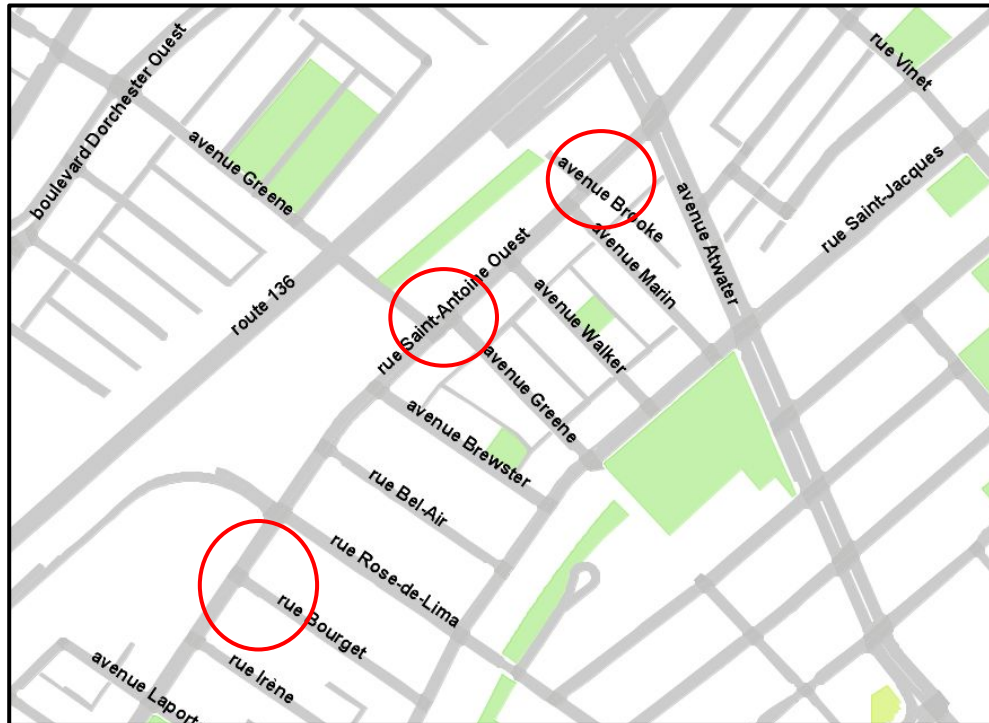 boulevard Dorchester Ouest
rue Vinet
avenue Greene
avenue Brooke
rue Saint-Jacques
avenue Atwater
avenue Marin
route 136
rue Saint-Antoine Ouest
avenue Walker
avenue Greene
avenue Brewster
rue Bel-Air
rue Rose-de-Lima
rue Bourget
rue Irène
avenue Laport